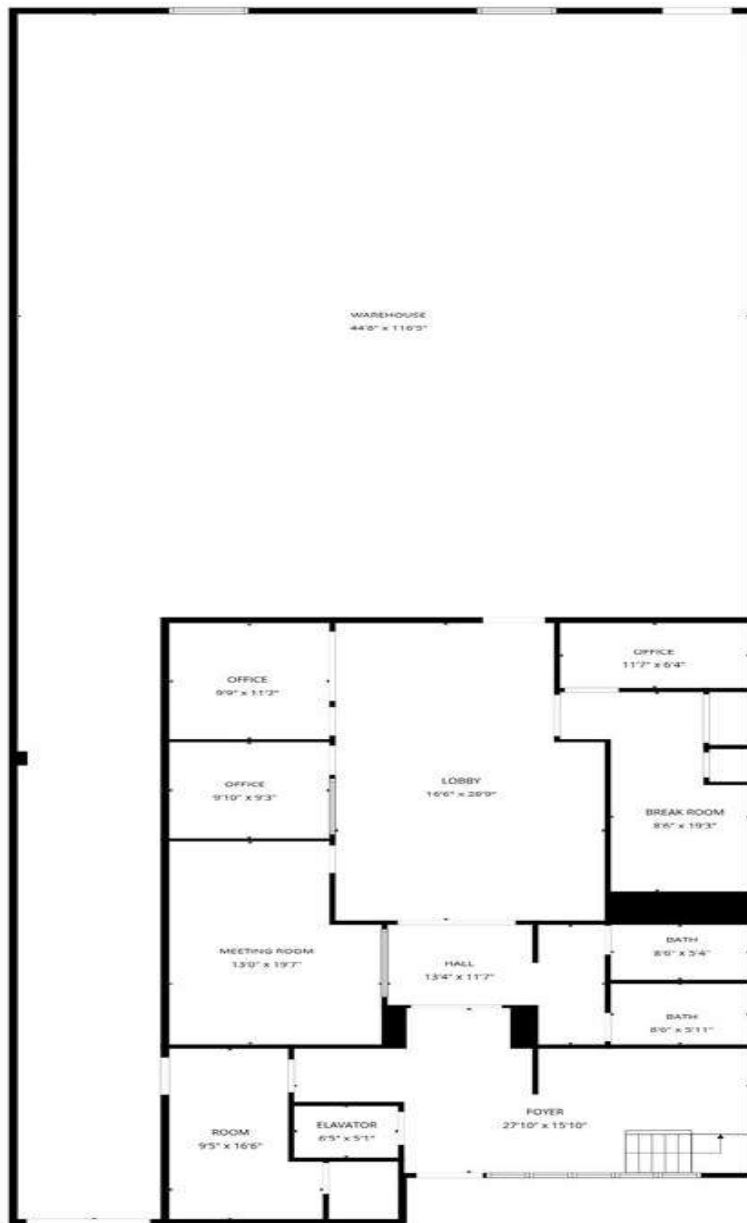 WAREHOUSE
44'8" x 116'5"
OFFICE
11'7" x 6'4"
OFFICE
9'9" x 11'2"
OFFICE
9'10" x 9'3"
LOBBY
16'6" x 28'9"
BREAK ROOM
8'6" x 19'3"
MEETING ROOM
13'0" x 19'7"
HALL
13'4" x 11'7"
BATH
8'6" x 5'4"
BATH
8'6" x 5'11"
ROOM
9'5" x 16'6"
ELAVATOR
6'5" x 5'1"
FOYER
27'10" x 15'10"